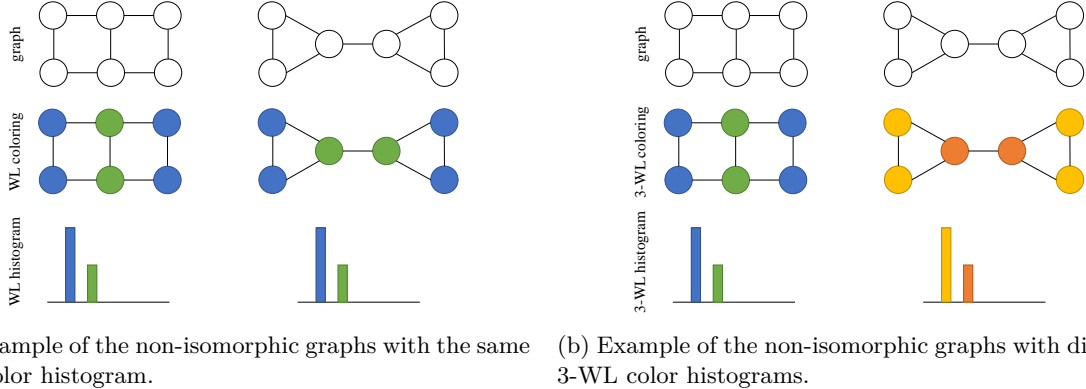 graph
WL coloring
WL histogram
ample of the non-isomorphic graphs with the same
olor histogram.
graph
3-WL coloring
3-WL histogram
(b) Example of the non-isomorphic graphs with di
3-WL color histograms.